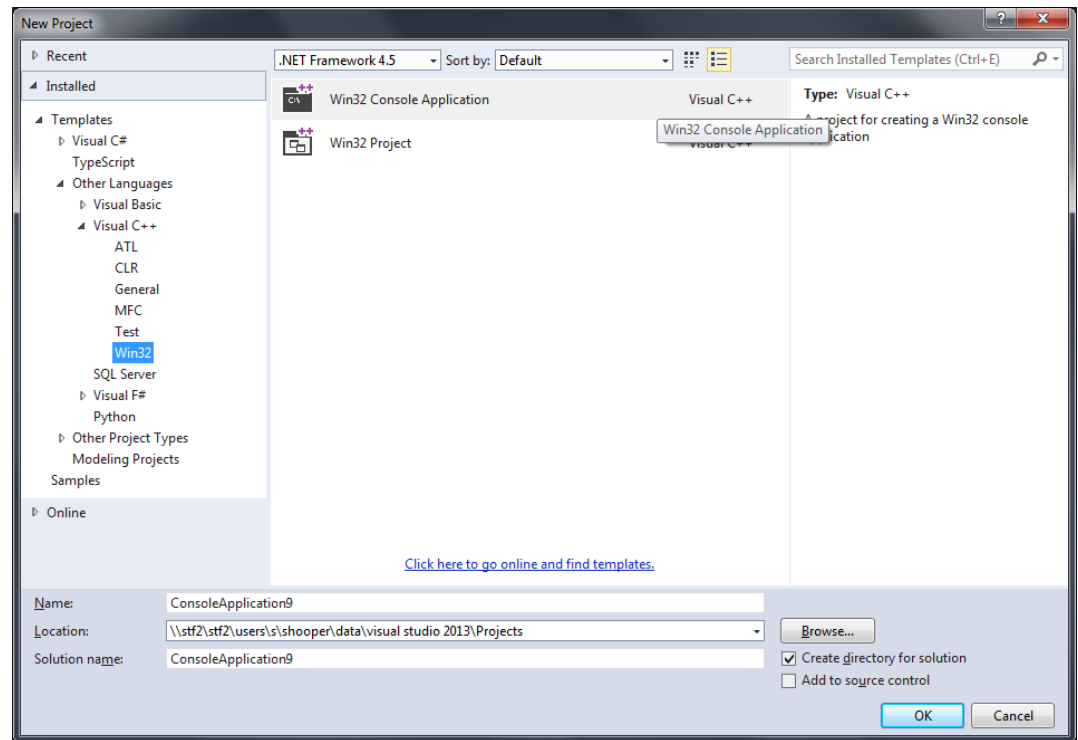 New Project
Recent
Installed
Templates
Visual C#
TypeScript
Other Languages
Visual Basic
Visual C++
ATL
CLR
General
MFC
Test
Win32
SQL Server
Visual F#
Python
Other Project Types
Modeling Projects
Samples
Online
.NET Framework 4.5 Sort by: Default
Win32 Console Application Visual C++
Win32 Console Application
Win32 Project Visual C++
Click here to go online and find templates.
Search Installed Templates (Ctrl+E)
Type: Visual C++
A project for creating a Win32 console
Name: ConsoleApplication9
Location: \\stf2\stf2\users\s\shooper\data\visual studio 2013\Projects
Browse...
Solution name: ConsoleApplication9
Create directory for solution
Add to source control
OK Cancel